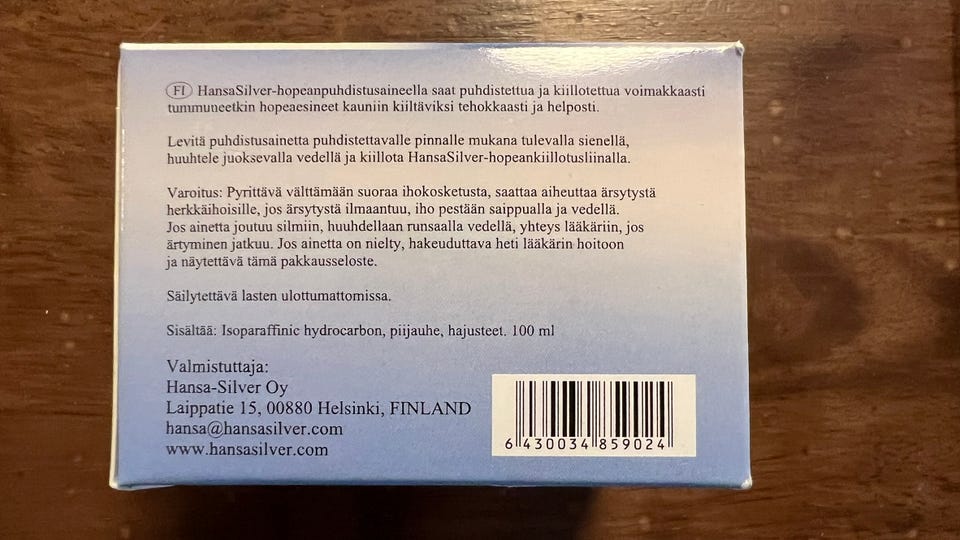 FI HansaSilver-hopeanpuhdistusaineella saat puhdistettua ja kiillotettua voimakkaasti
tummuneetkin hopeaesineet kauniin kiiltäviksi tehokkaasti ja helposti.
Levitä puhdistusainetta puhdistettavalle pinnalle mukana tulevalla sienellä,
huuhtele juoksevalla vedellä ja kiillota HansaSilver-hopeankiillotusliinalla.
Varoitus: Pyrittävä välttämään suoraa ihokosketusta, saattaa aiheuttaa ärsytystä
herkkäihoisille, jos ärsytystä ilmaantuu, iho pestään saippualla ja vedellä.
Jos ainetta joutuu silmiin, huuhdellaan runsaalla vedellä, yhteys lääkäriin, jos
ärtyminen jatkuu. Jos ainetta on nielty, hakeuduttava heti lääkärin hoitoon
ja näytettävä tämä pakkausseloste.
Säilytettävä lasten ulottumattomissa.
Sisältää: Isoparaffinic hydrocarbon, piijauhe, hajusteet. 100 ml
Valmistuttaja:
Hansa-Silver Oy
Laippatie 15, 00880 Helsinki, FINLAND
hansa@hansasilver.com
www.hansasilver.com
6 430034 859024